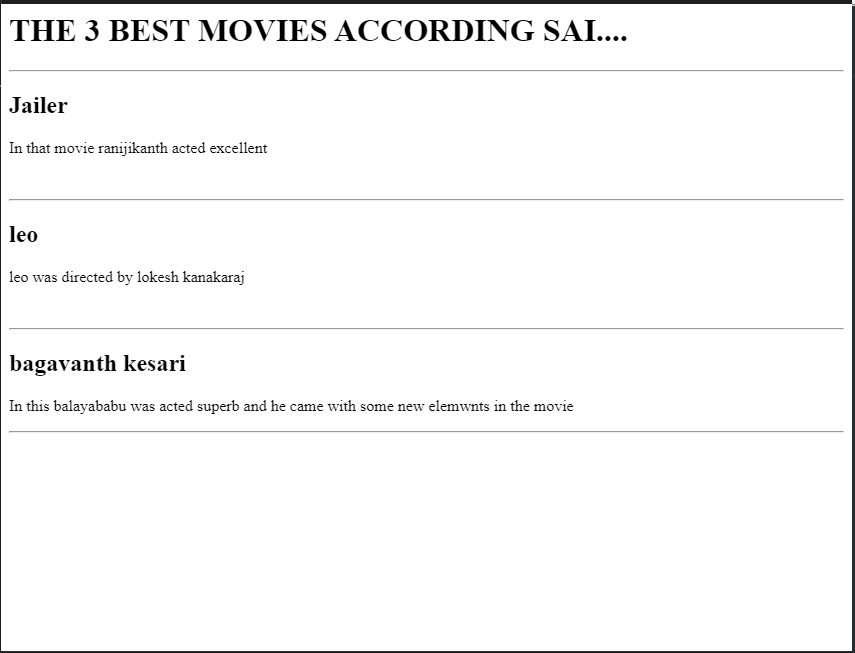 THE 3 BEST MOVIES ACCORDING SAI....
Jailer
In that movie ranijikanth acted excellent
leo
leo was directed by lokesh kanakaraj
bagavanth kesari
In this balayababu was acted superb and he came with some new elemwnts in the movie